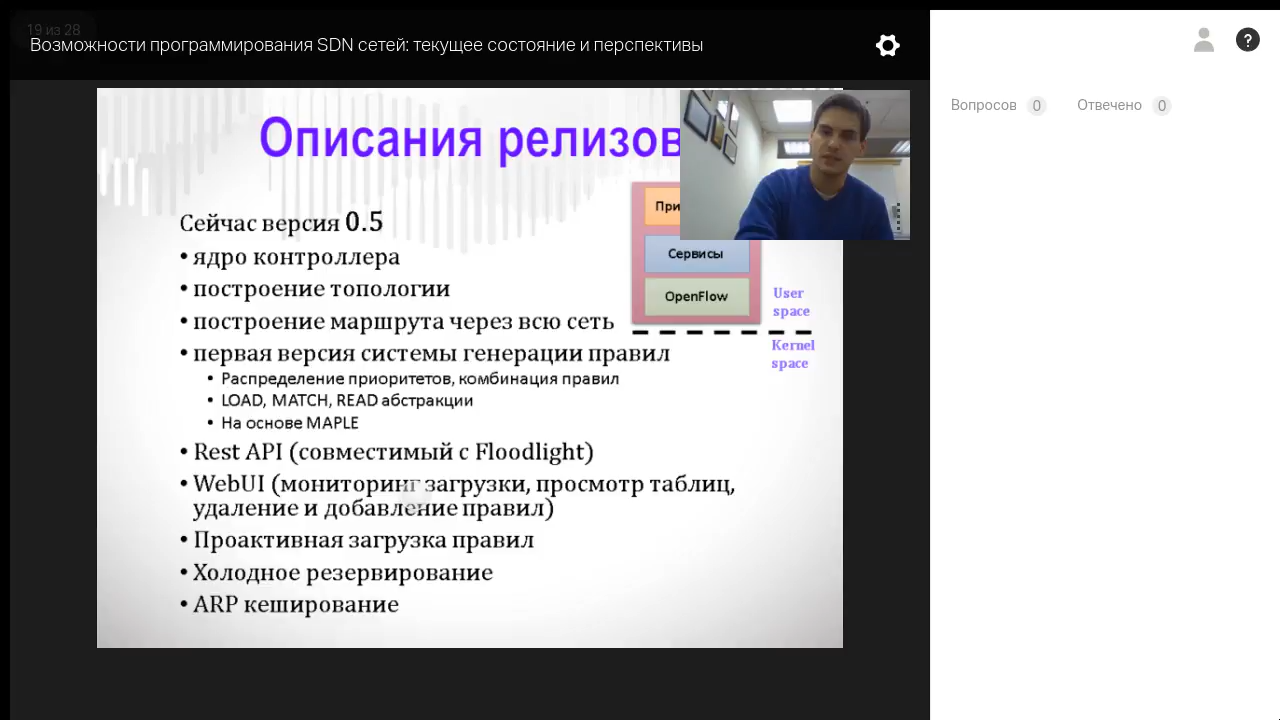 19 из 28
Возможности программирования SDN сетей: текущее состояние и перспективы
Вопросов 0 Отвечено 0
Описания релизов
Сейчас версия 0.5
• ядро контроллера
• построение топологии
• построение маршрута через всю сеть
• первая версия системы генерации правил
• Распределение приоритетов, комбинация правил
• LOAD, MATCH, READ абстракции
• На основе MAPLE
• Rest API (совместимый с Floodlight)
• WebUI (мониторинг загрузки, просмотр таблиц,
удаление и добавление правил)
• Проактивная загрузка правил
• Холодное резервирование
• ARP кеширование
Сервисы
OpenFlow
User
space
Kernel
space